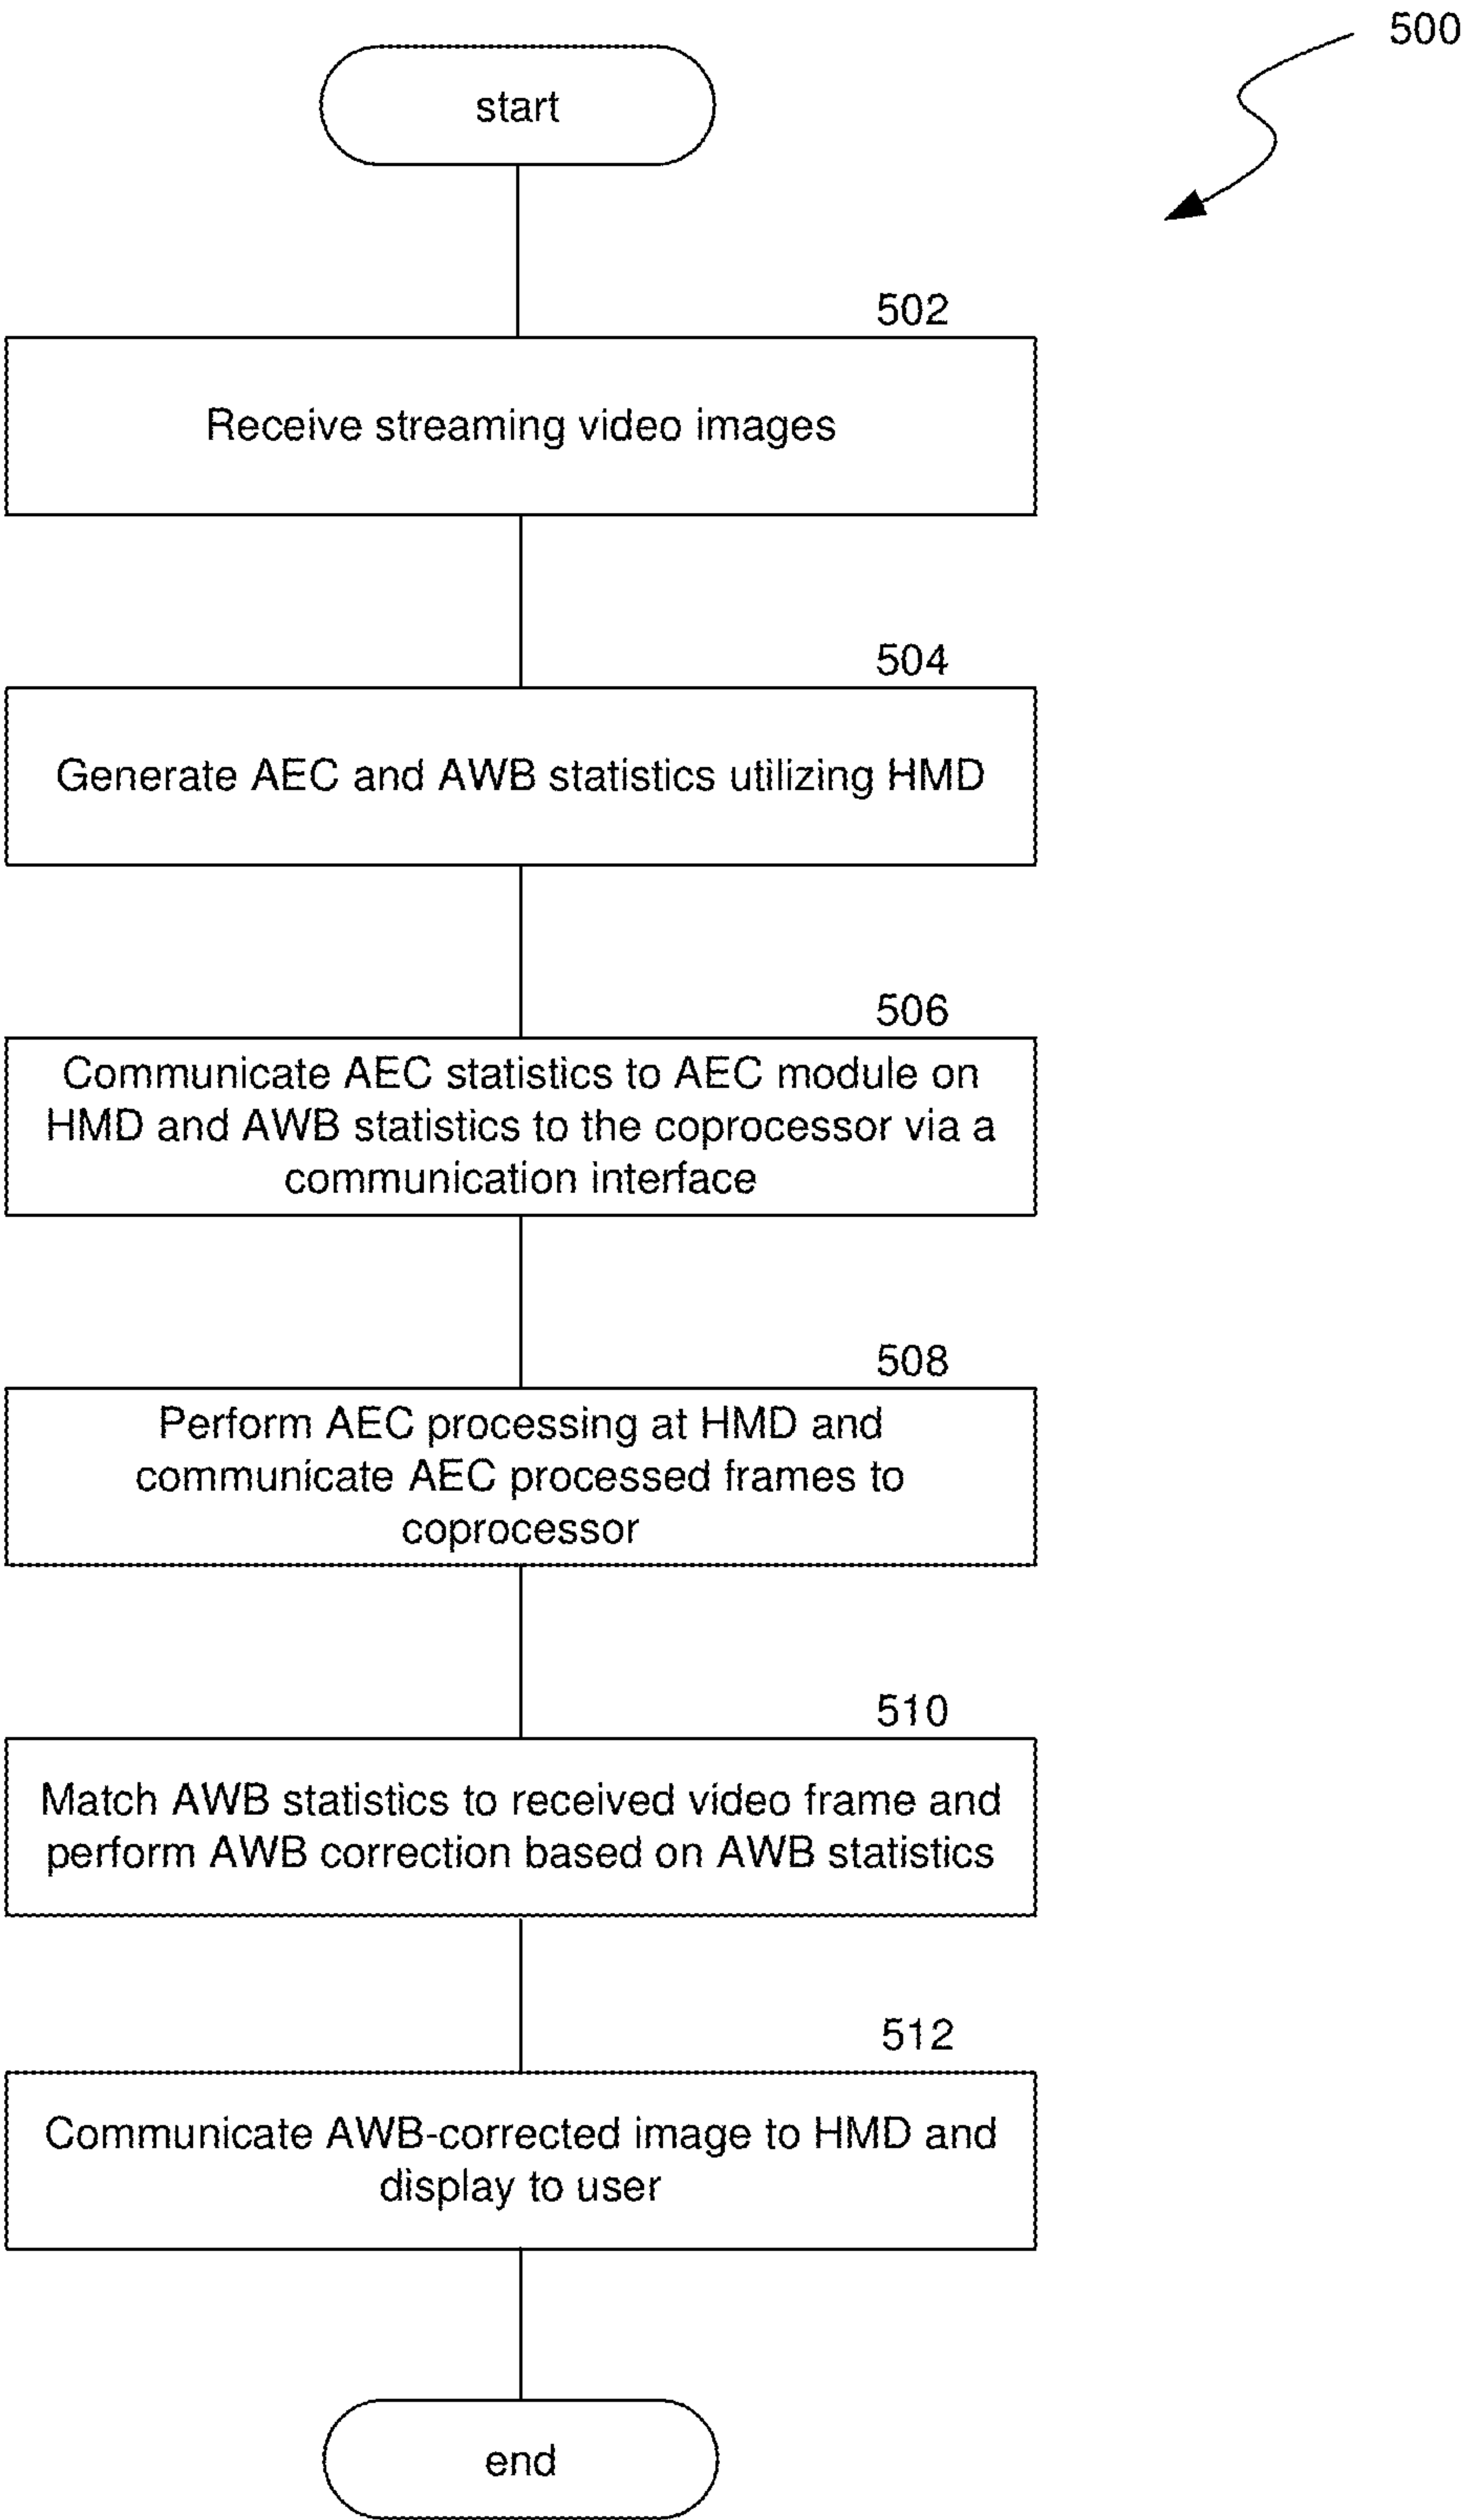 500
start
502
Receive streaming video images
504
Generate AEC and AWB statistics utilizing HMD
506
Communicate AEC statistics to AEC module on
HMD and AWB statistics to the coprocessor via a
communication interface
508
Perform AEC processing at HMD and
communicate AEC processed frames to
coprocessor
510
Match AWB statistics to received video frame and
perform AWB correction based on AWB statistics
512
Communicate AWB-corrected image to HMD and
display to user
end